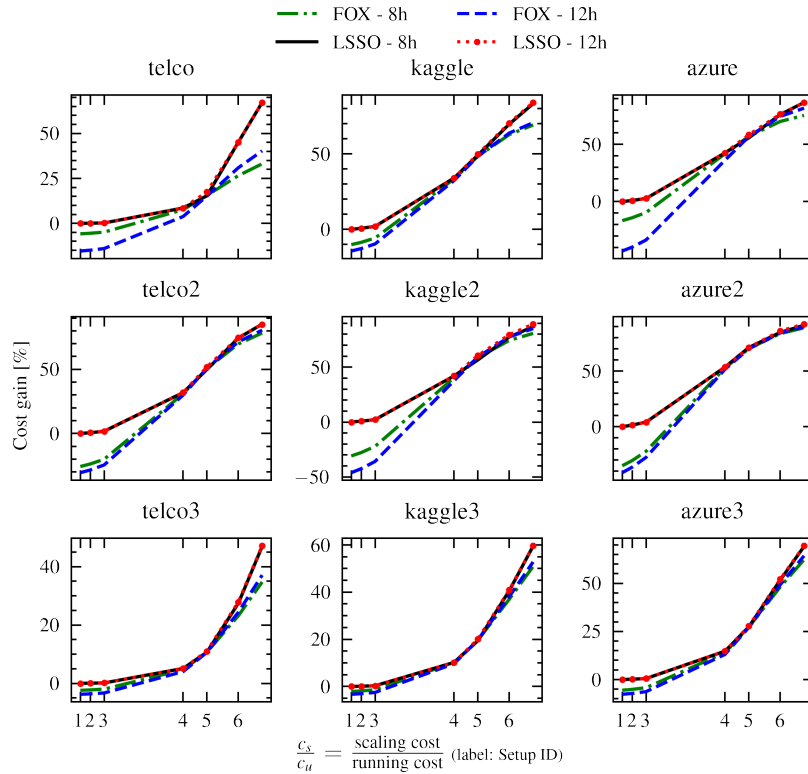 FOX - 8h FOX - 12h
LSSO - 8h LSSO - 12h
telco kaggle azure
50
25
0
50
0
50
0
telco2 kaggle2 azure2
50
0
50
0
−50
50
0
Cost gain [%]
telco3 kaggle3 azure3
40
20
0
60
40
20
0
50
0
1 2 3 4 5 6 1 2 3 4 5 6 1 2 3 4 5 6
c_s/c_u = scaling cost/running cost (label: Setup ID)